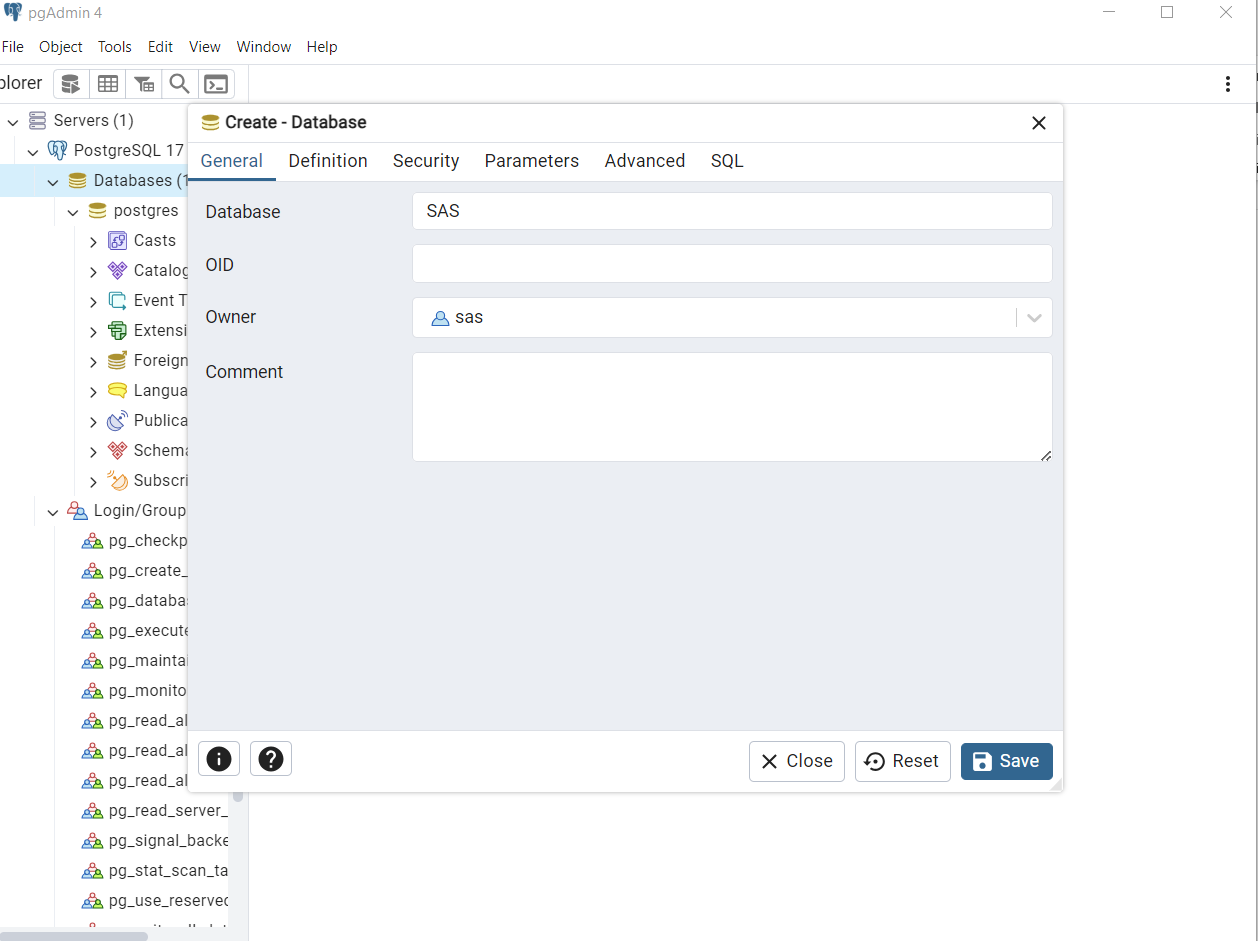 pgAdmin 4
File Object Tools Edit View Window Help
plorer
Servers (1)
PostgreSQL 17
Databases (1
postgres
Casts
Catalog
Event T
Extensi
Foreign
Langua
Publica
Schema
Subscri
Login/Group
pg_checkp
pg_create_
pg_databas
pg_execute
pg_maintai
pg_monito
pg_read_al
pg_read_al
pg_read_al
pg_read_server_
pg_signal_backe
pg_stat_scan_ta
pg_use_reserved
Create - Database
General Definition Security Parameters Advanced SQL
Database SAS
OID
Owner sas
Comment
Close Reset Save